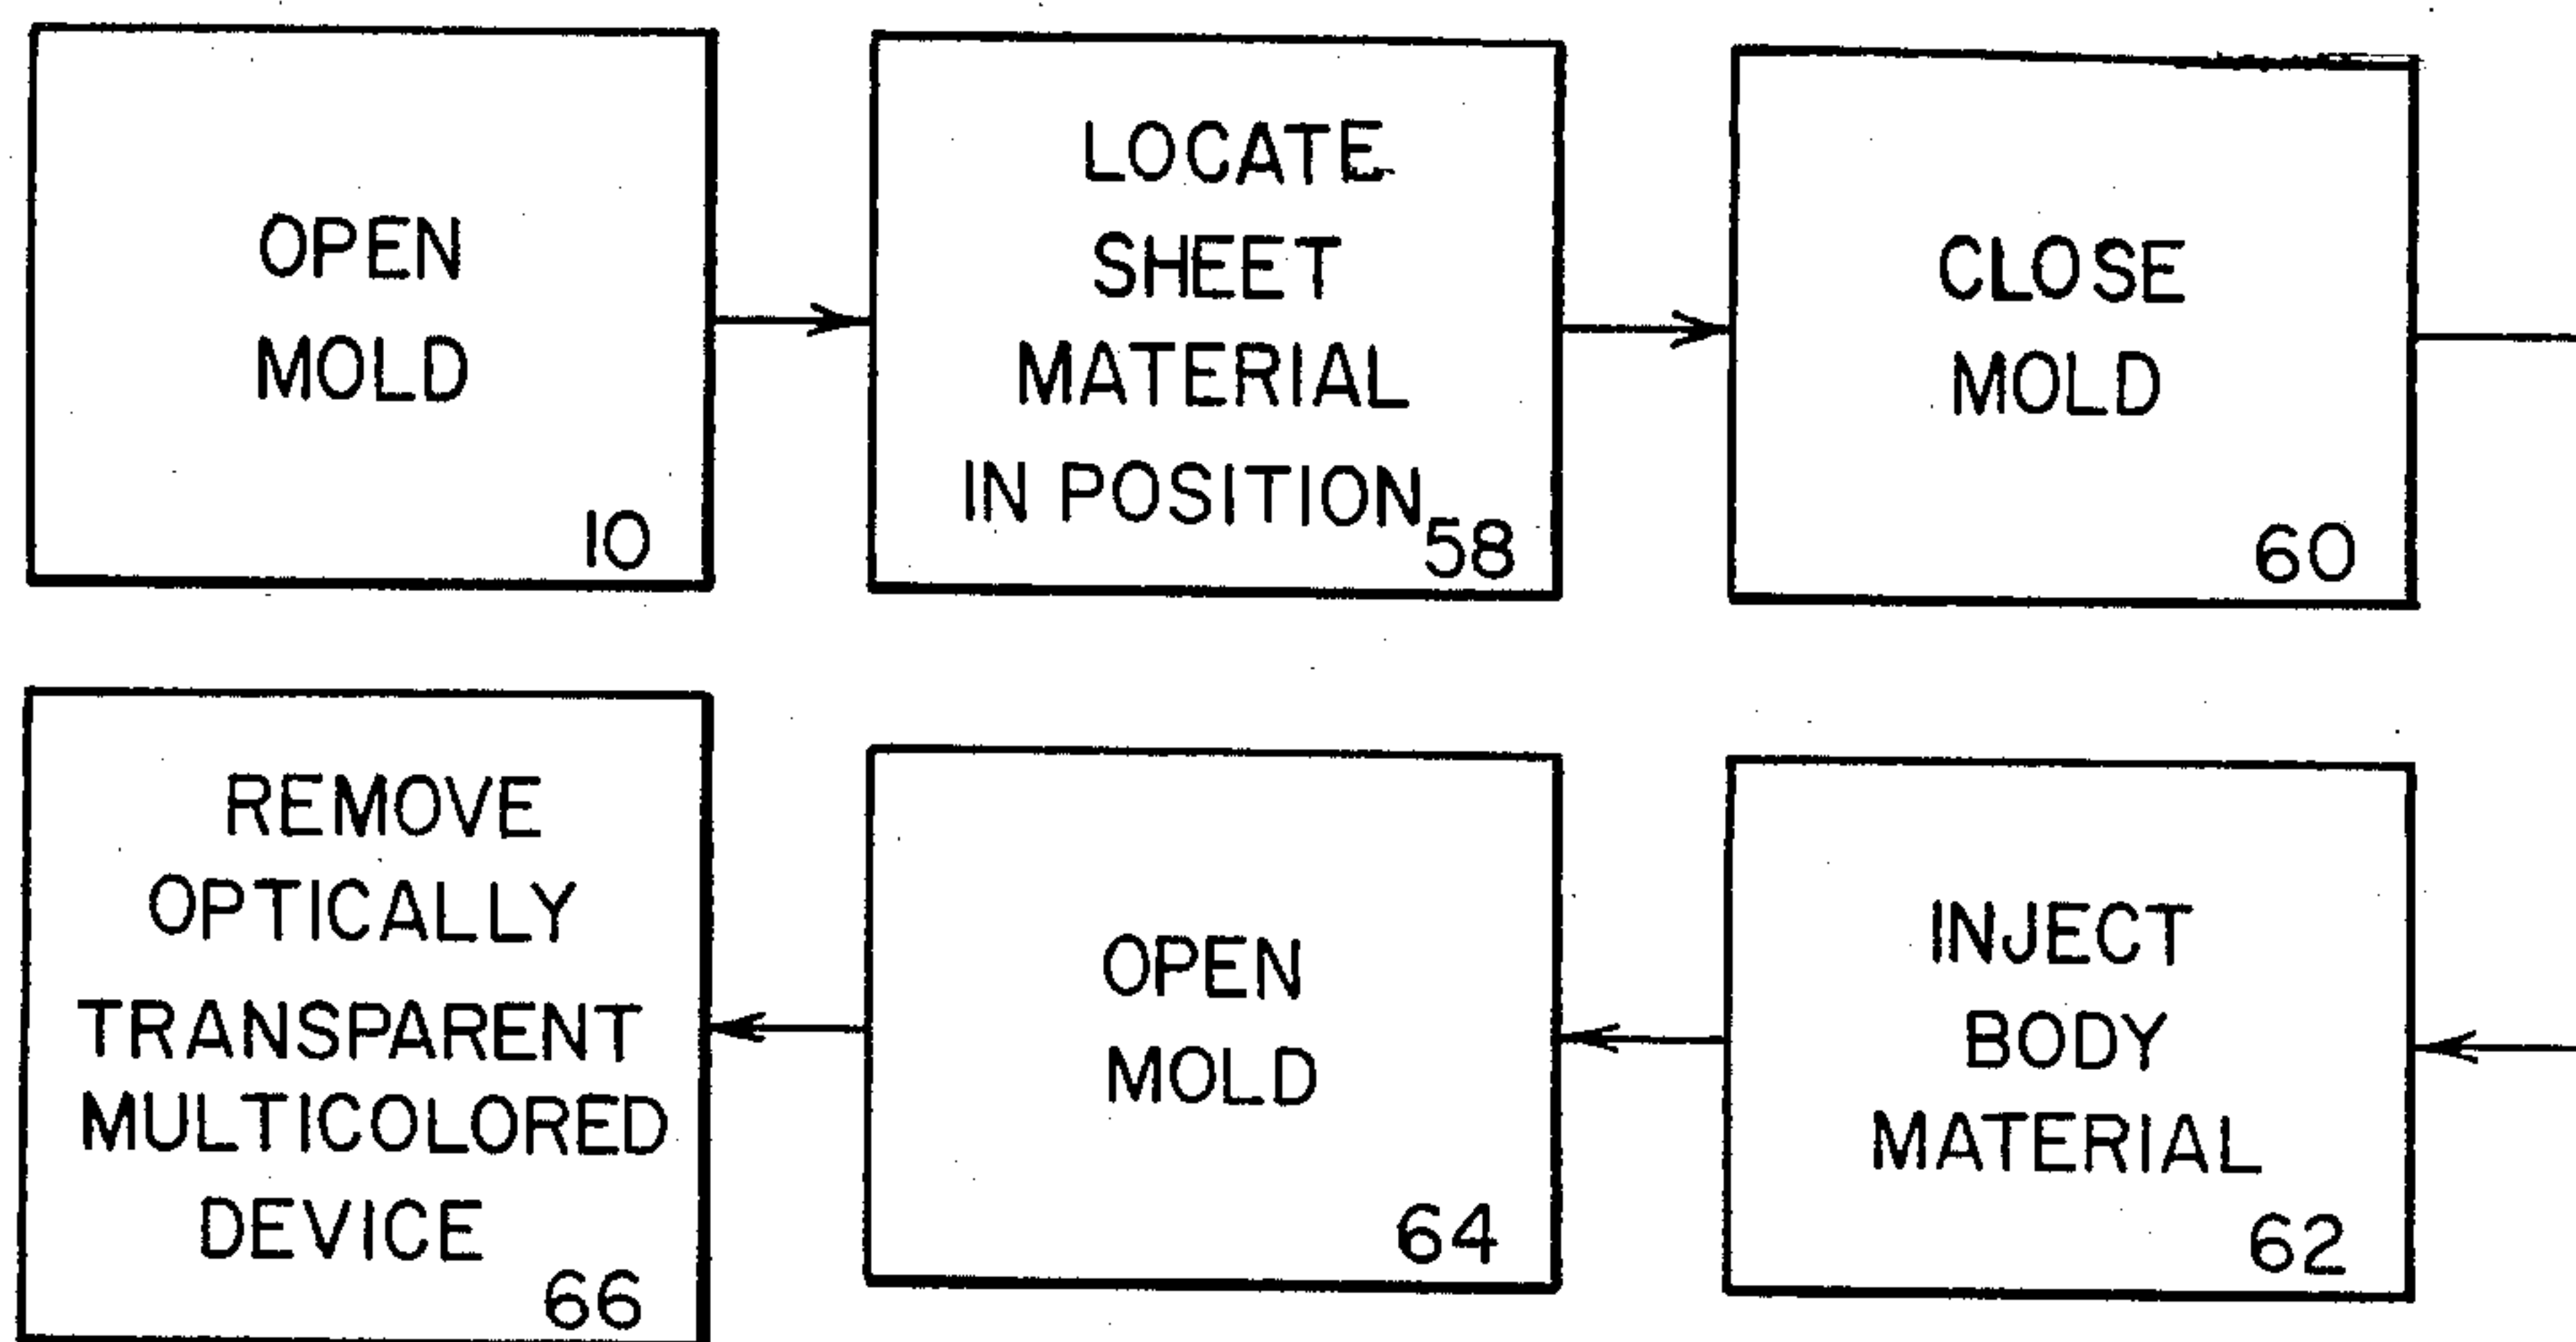 OPEN
MOLD
10
LOCATE
SHEET
MATERIAL
IN POSITION
58
CLOSE
MOLD
60
INJECT
BODY
MATERIAL
62
OPEN
MOLD
64
REMOVE
OPTICALLY
TRANSPARENT
MULTICOLORED
DEVICE
66